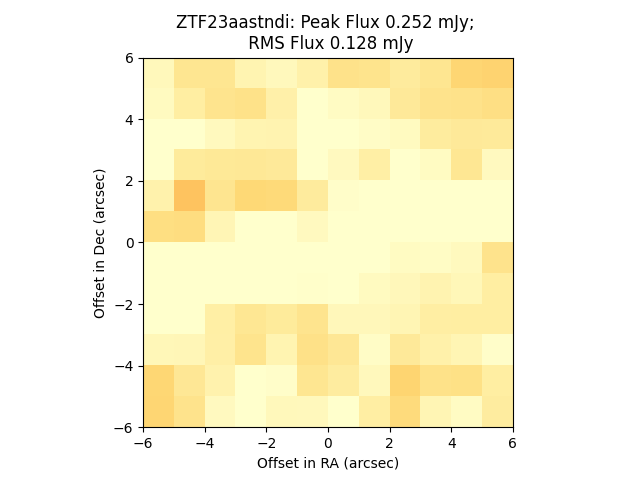 ZTF23aastndi: Peak Flux 0.252 mJy;
RMS Flux 0.128 mJy
6
4
2
0
−2
−4
−6
Offset in Dec (arcsec)
−6 −4 −2 0 2 4 6
Offset in RA (arcsec)